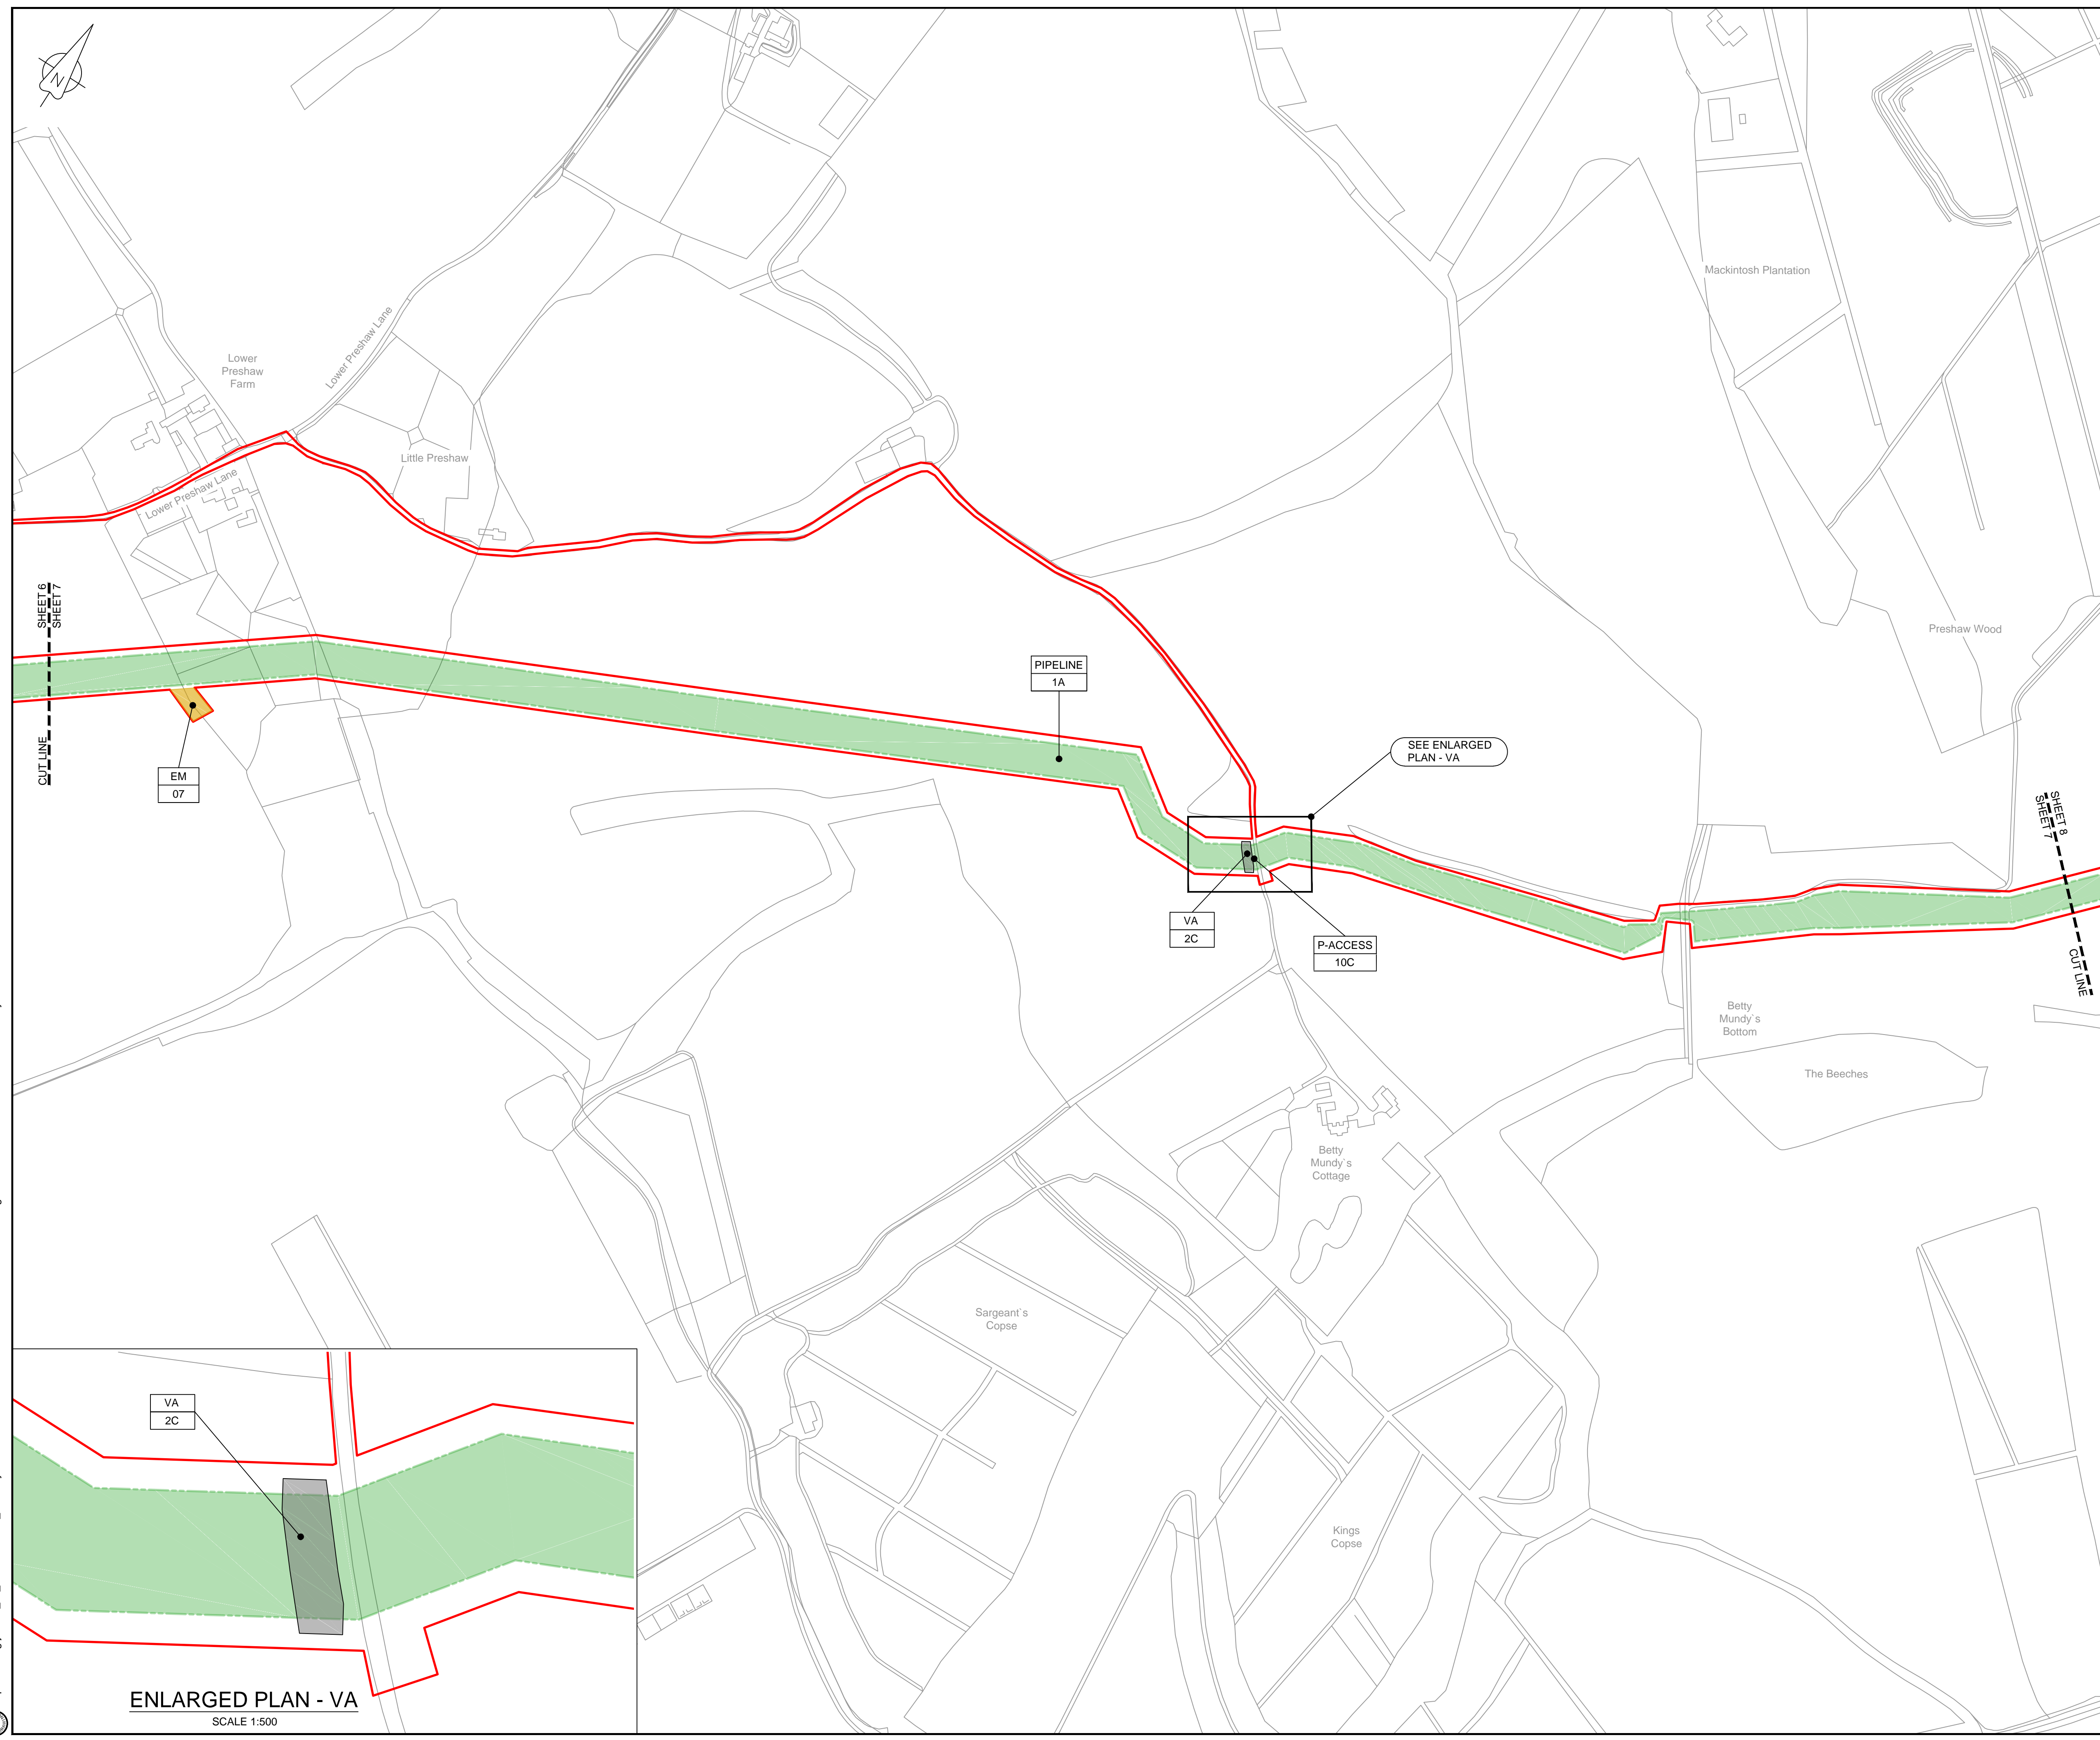 N
Mackintosh Plantation
Lower
Preshaw
Farm
Lower Preshaw Lane
Little Preshaw
Lower Preshaw Lane
SHEET 6
SHEET 7
CUT LINE
Preshaw Wood
PIPELINE
1A
EM
07
SEE ENLARGED
PLAN - VA
SHEET 8
SHEET 7
CUT LINE
VA
2C
P-ACCESS
10C
Betty
Mundy`s
Bottom
The Beeches
Betty
Mundy`s
Cottage
Sargeant`s
Copse
Kings
Copse
VA
2C
ENLARGED PLAN - VA
SCALE 1:500